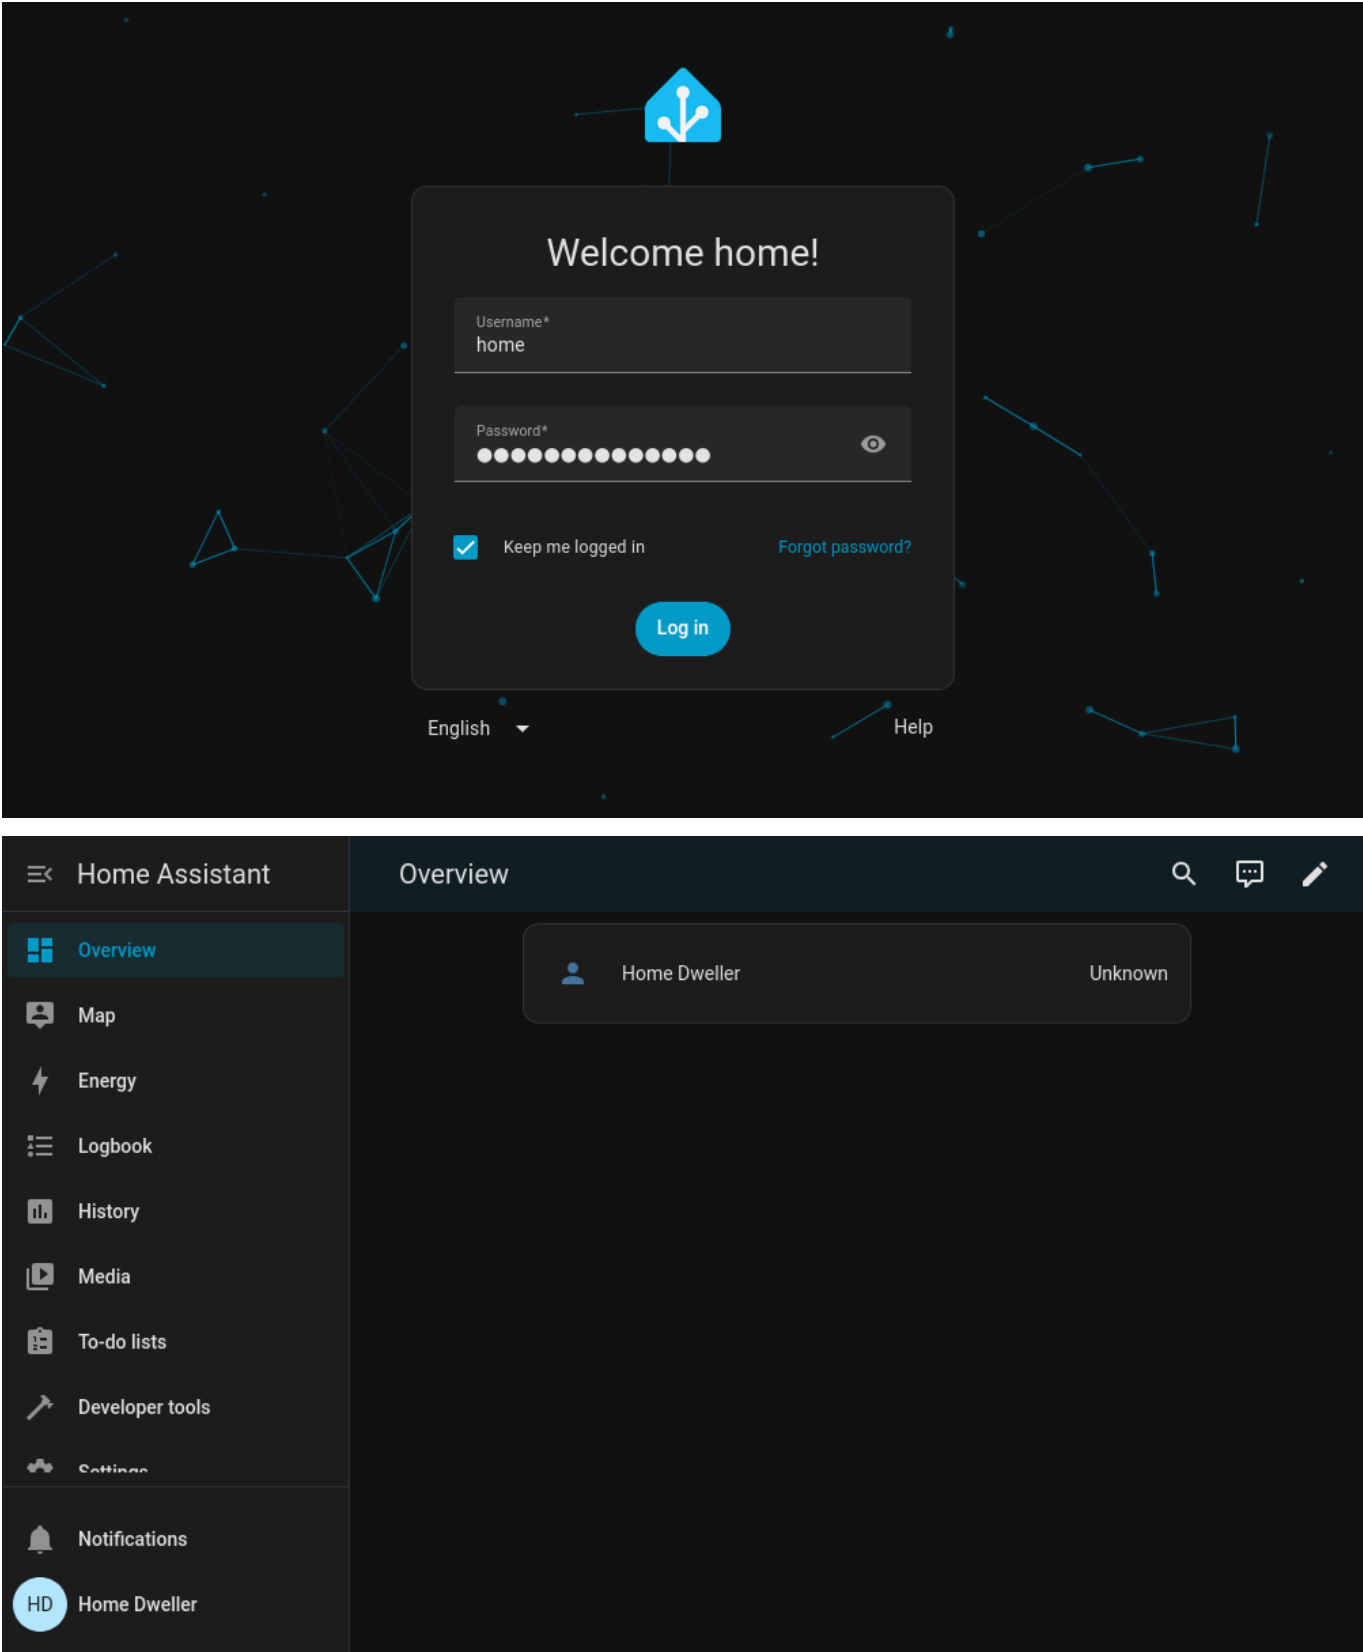 Welcome home!
Username*
home
Password*
Keep me logged in
Forgot password?
Log in
English
Help
Home Assistant
Overview
Overview
Home Dweller
Unknown
Map
Energy
Logbook
History
Media
To-do lists
Developer tools
Settings
Notifications
HD
Home Dweller